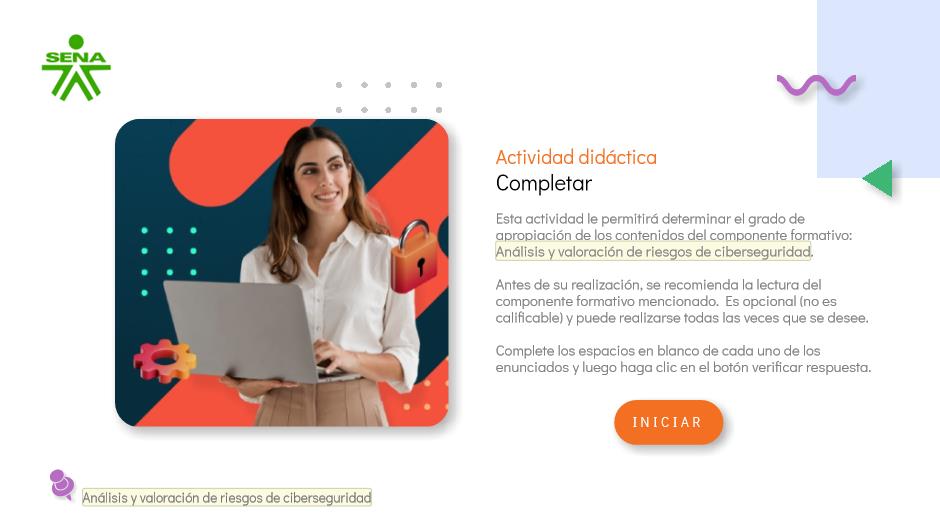 SENA
Actividad didáctica
Completar
Esta actividad le permitirá determinar el grado de
apropiación de los contenidos del componente formativo:
Análisis y valoración de riesgos de ciberseguridad.
Antes de su realización, se recomienda la lectura del
componente formativo mencionado. Es opcional (no es
calificable) y puede realizarse todas las veces que se desee.
Complete los espacios en blanco de cada uno de los
enunciados y luego haga clic en el botón verificar respuesta.
INICIAR
Análisis y valoración de riesgos de ciberseguridad